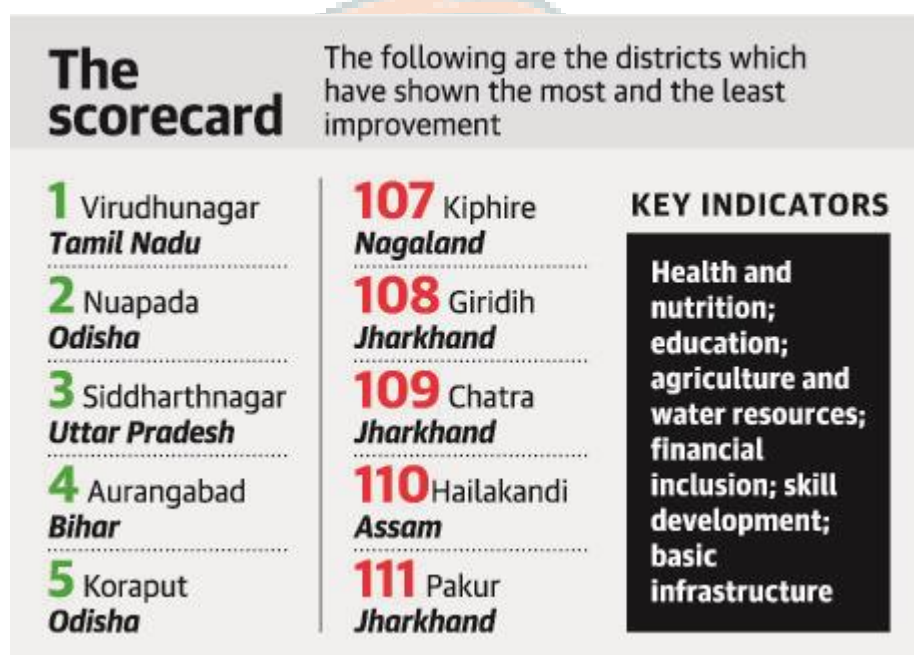 The
scorecard
The following are the districts which
have shown the most and the least
improvement
1 Virudhunagar
Tamil Nadu
2 Nuapada
Odisha
3 Siddharthnagar
Uttar Pradesh
4 Aurangabad
Bihar
5 Koraput
Odisha
107 Kiphire
Nagaland
108 Giridih
Jharkhand
109 Chatra
Jharkhand
110 Hailakandi
Assam
111 Pakur
Jharkhand
KEY INDICATORS
Health and
nutrition;
education;
agriculture and
water resources;
financial
inclusion; skill
development;
basic
infrastructure